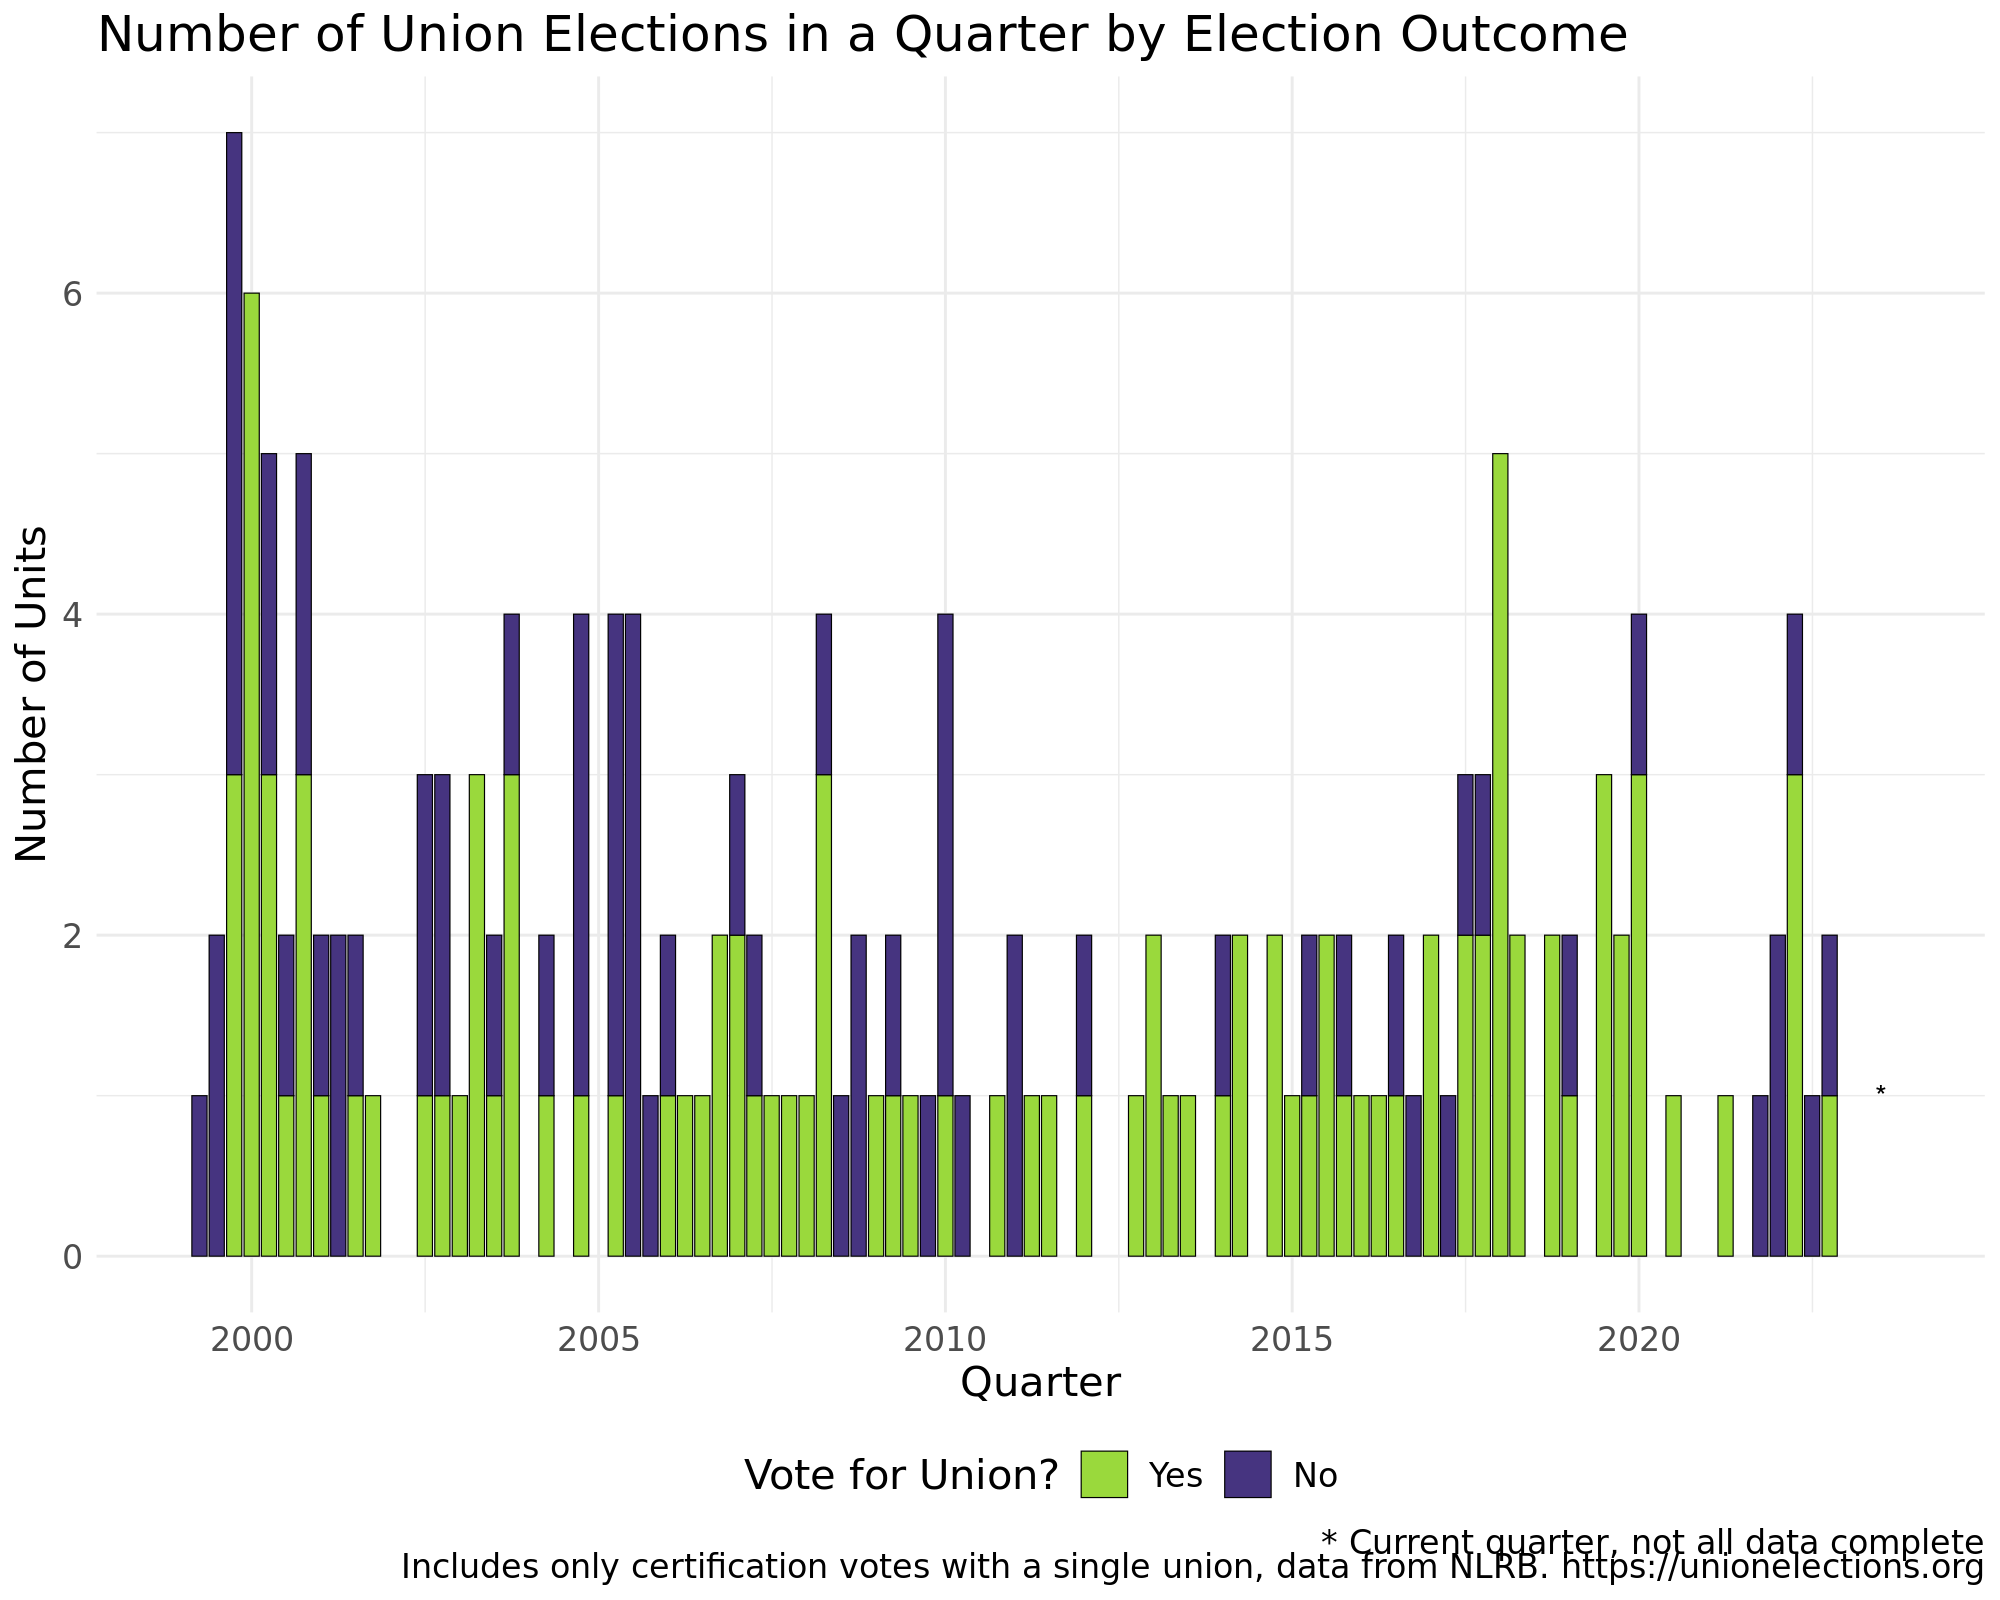 Number of Union Elections in a Quarter by Election Outcome
Number of Units
6
4
2
0
*
2000 2005 2010 2015 2020
Quarter
Vote for Union? Yes No
* Current quarter, not all data complete
Includes only certification votes with a single union, data from NLRB. https://unionelections.org